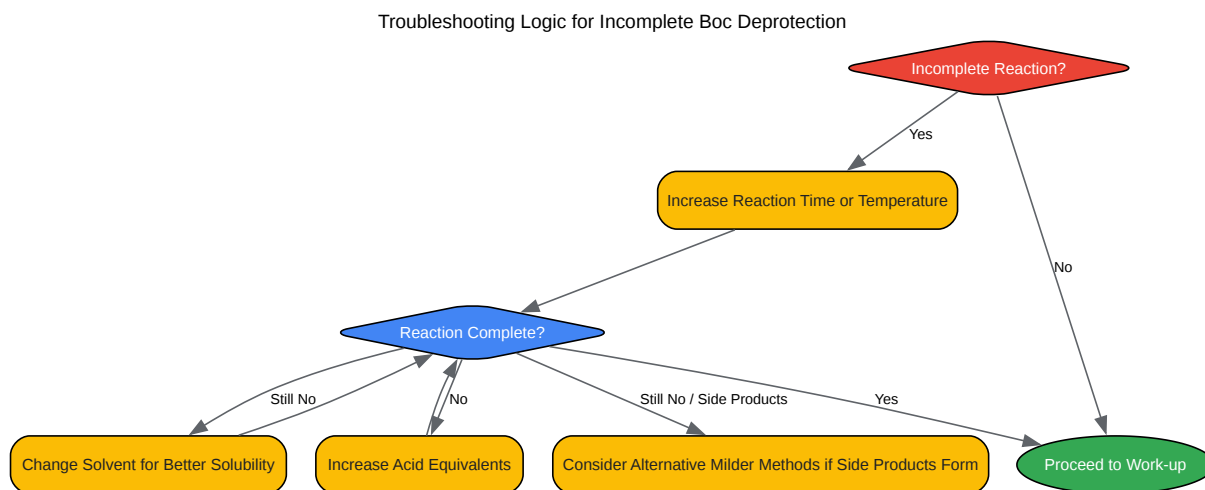 Troubleshooting Logic for Incomplete Boc Deprotection
Incomplete Reaction?
Yes
Increase Reaction Time or Temperature
No
Reaction Complete?
Still No
No
Still No / Side Products
Yes
Change Solvent for Better Solubility
Increase Acid Equivalents
Consider Alternative Milder Methods if Side Products Form
Proceed to Work-up